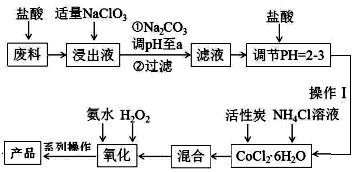 盐酸 适量NaClO₃ ①Na₂CO₃ 盐酸
调pH至a
废料 浸出液 ②过滤 滤液 调节PH=2-3
操作Ⅰ
氨水 H₂O₂ 活性炭 NH₄Cl溶液
产品 系列操作 氧化 混合 CoCl₂·6H₂O